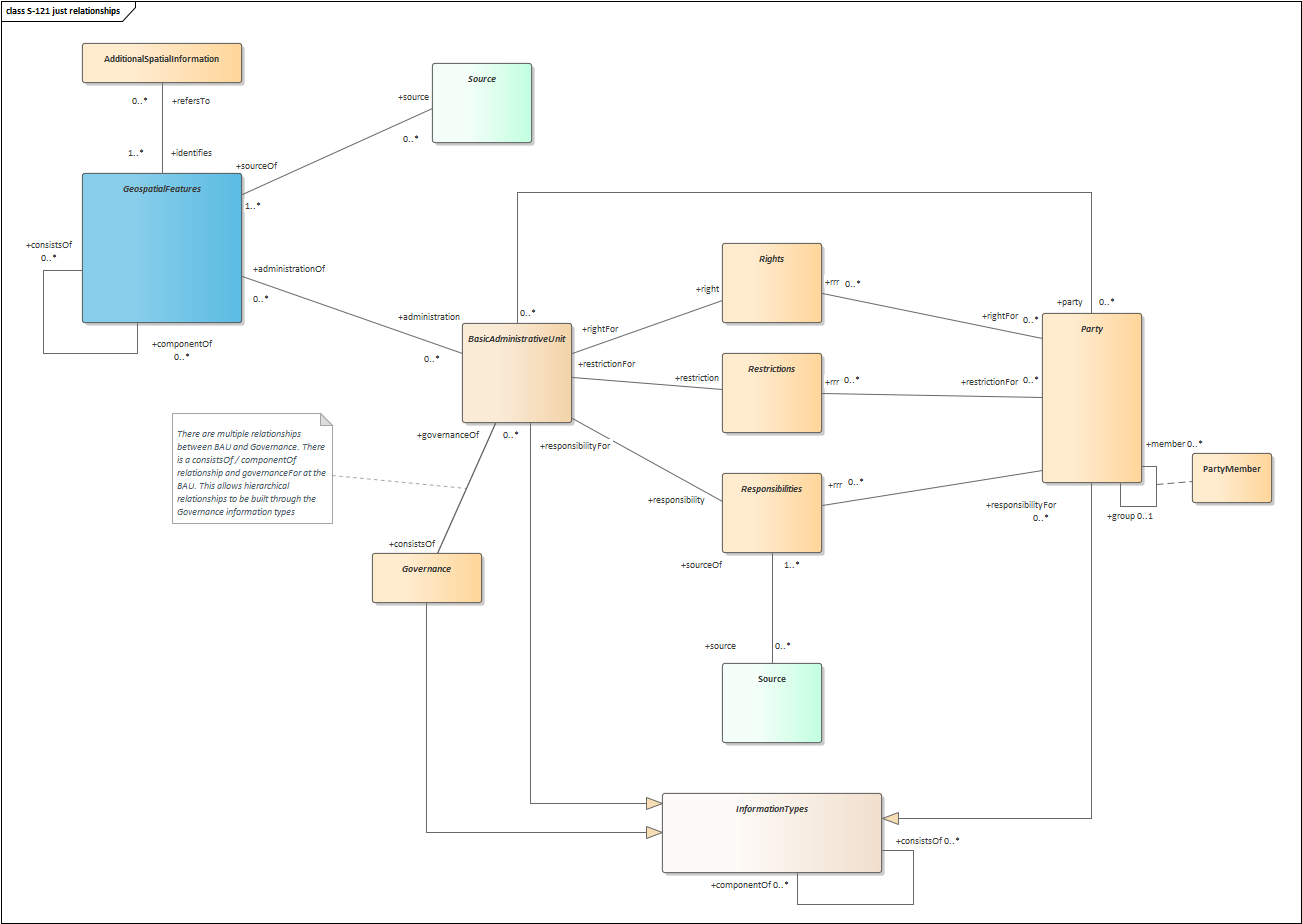 class S-121 just relationships
AdditionalSpatialInformation
0..*
+refersTo
1..*
+identifies
Source
+source
0..*
+sourceOf
1..*
GeospatialFeatures
+consistsOf
0..*
+componentOf
0..*
+administrationOf
0..*
+administration
0..*
0..*
BasicAdministrativeUnit
+rightFor
+right
Rights
+rrr 0..*
+rightFor 0..*
+party 0..*
Party
+restrictionFor
+restriction
Restrictions
+rrr 0..*
+restrictionFor 0..*
+governanceOf
0..*
+responsibilityFor
+responsibility
Responsibilities
+rrr 0..*
+responsibilityFor
0..*
+member 0..*
PartyMember
+group 0..1
There are multiple relationships
between BAU and Governance. There
is a consistsOf / componentOf
relationship and governanceFor at the
BAU. This allows hierarchical
relationships to be built through the
Governance information types
+consistsOf
Governance
+sourceOf
1..*
+source
0..*
Source
InformationTypes
+consistsOf 0..*
+componentOf 0..*